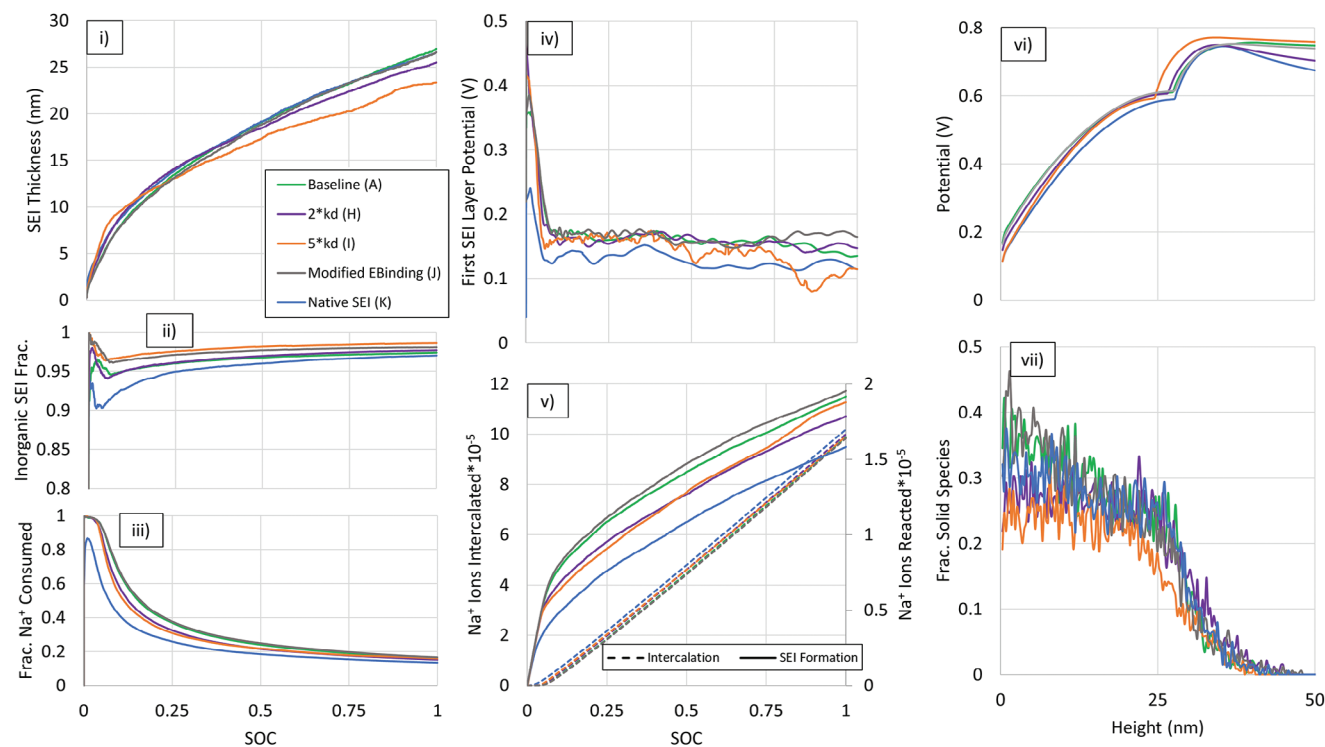 i)
SEI Thickness (nm)
30
25
20
15
10
5
0
Baseline (A)
2*kd (H)
5*kd (I)
Modified EBinding (J)
Native SEI (K)
ii)
Inorganic SEI Frac.
1
0.95
0.9
0.85
0.8
iii)
Frac. Na⁺ Consumed
1
0.8
0.6
0.4
0.2
0
0 0.25 0.5 0.75 1
SOC
iv)
First SEI Layer Potential (V)
0.5
0.4
0.3
0.2
0.1
0
v)
Na⁺ Ions Intercalated*10⁻⁵
12
10
8
6
4
2
0
Na⁺ Ions Reacted*10⁻⁵
2
1.5
1
0.5
0
Intercalation SEI Formation
0 0.25 0.5 0.75 1
SOC
vi)
Potential (V)
0.8
0.6
0.4
0.2
0
vii)
Frac. Solid Species
0.5
0.4
0.3
0.2
0.1
0
0 25 50
Height (nm)